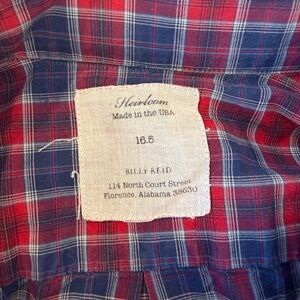 Heirloom
Made in the USA
16.5
BILLY REID
114 North Court Street
Florence, Alabama 35630